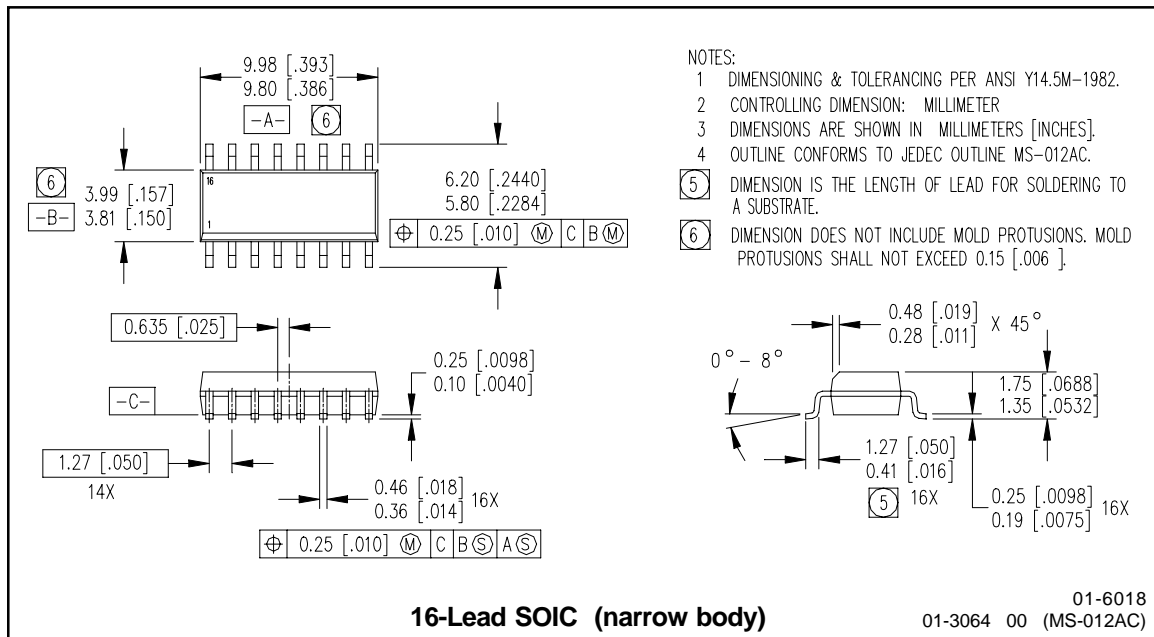 9.98 [.393]
9.80 [.386]
-A- 6
6
3.99 [.157]
3.81 [.150]
-B-
16
1
6.20 [.2440]
5.80 [.2284]
⌖ 0.25 [.010] Ⓜ C B Ⓜ
NOTES:
1 DIMENSIONING & TOLERANCING PER ANSI Y14.5M-1982.
2 CONTROLLING DIMENSION: MILLIMETER
3 DIMENSIONS ARE SHOWN IN MILLIMETERS [INCHES].
4 OUTLINE CONFORMS TO JEDEC OUTLINE MS-012AC.
5 DIMENSION IS THE LENGTH OF LEAD FOR SOLDERING TO
A SUBSTRATE.
6 DIMENSION DOES NOT INCLUDE MOLD PROTUSIONS. MOLD
PROTUSIONS SHALL NOT EXCEED 0.15 [.006 ].
0.635 [.025]
0.25 [.0098]
0.10 [.0040]
-C-
1.27 [.050]
14X
0.46 [.018]
0.36 [.014] 16X
⌖ 0.25 [.010] Ⓜ C B Ⓢ A Ⓢ
0.48 [.019]
0.28 [.011] X 45°
0°- 8°
1.75 [.0688]
1.35 [.0532]
1.27 [.050]
0.41 [.016]
5 16X
0.25 [.0098]
0.19 [.0075] 16X
16-Lead SOIC (narrow body)
01-6018
01-3064 00 (MS-012AC)